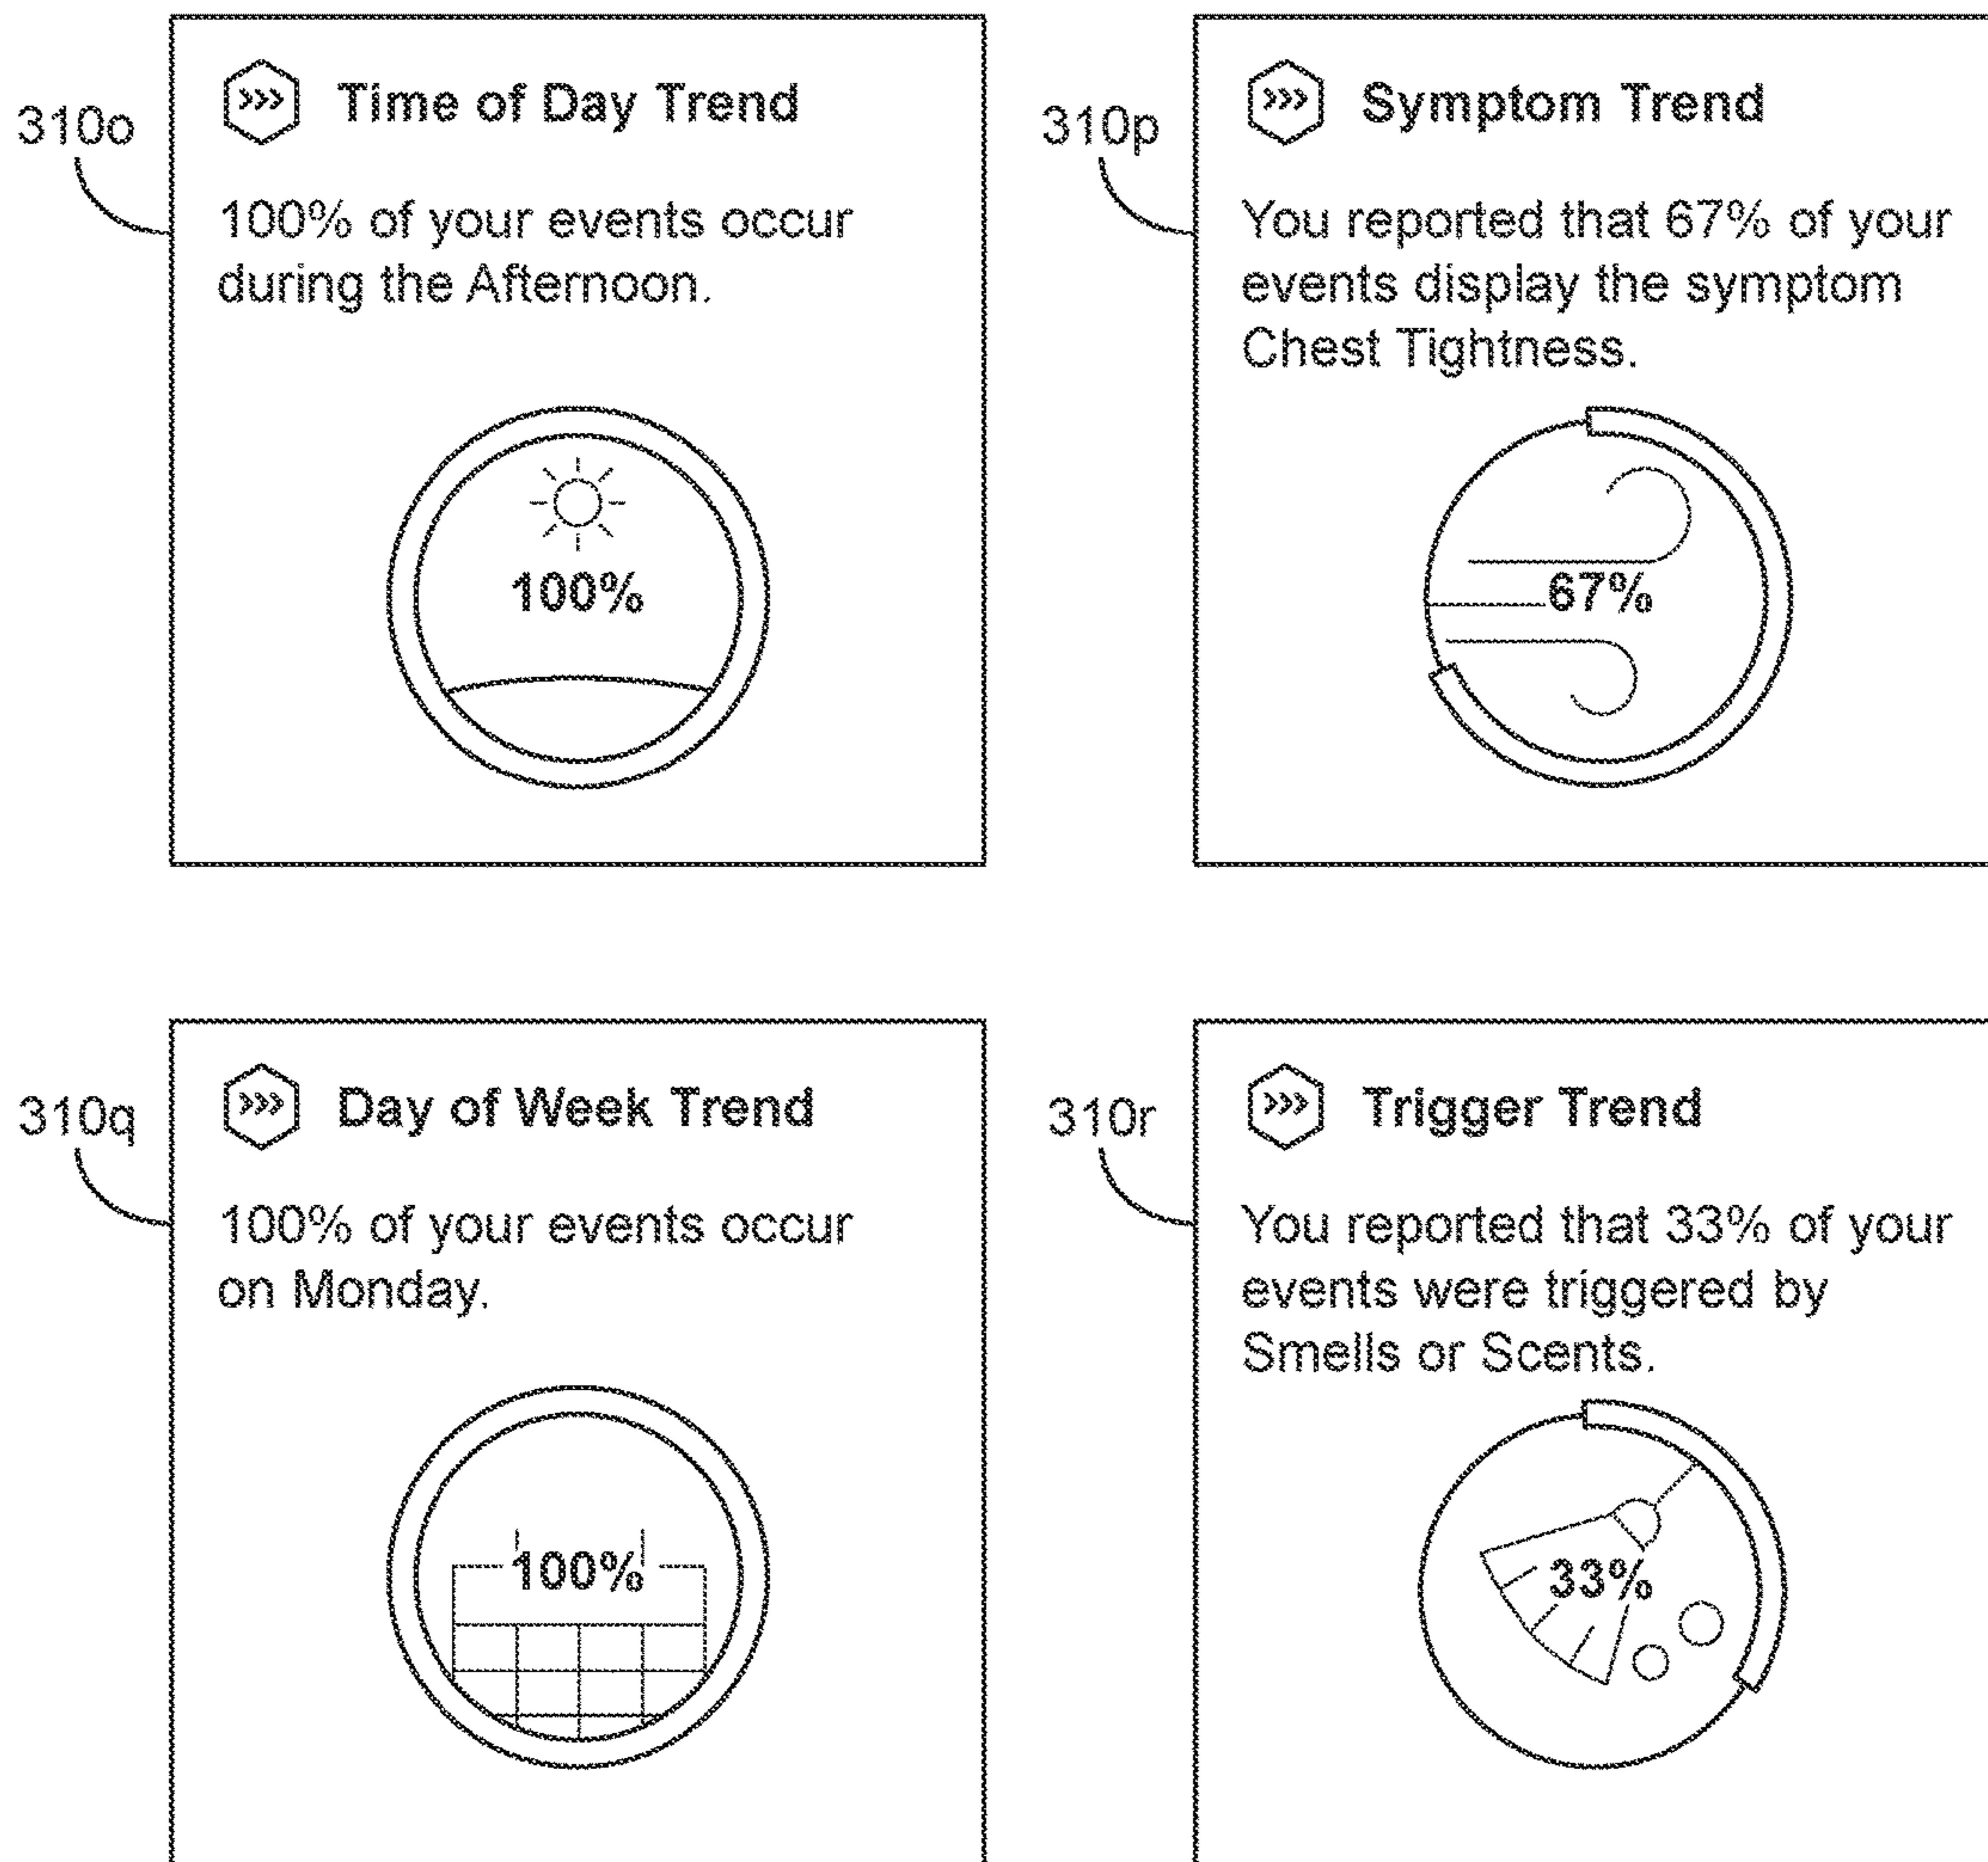 310o
Time of Day Trend
100% of your events occur
during the Afternoon.
100%
310p
Symptom Trend
You reported that 67% of your
events display the symptom
Chest Tightness.
67%
310q
Day of Week Trend
100% of your events occur
on Monday.
100%
310r
Trigger Trend
You reported that 33% of your
events were triggered by
Smells or Scents.
33%